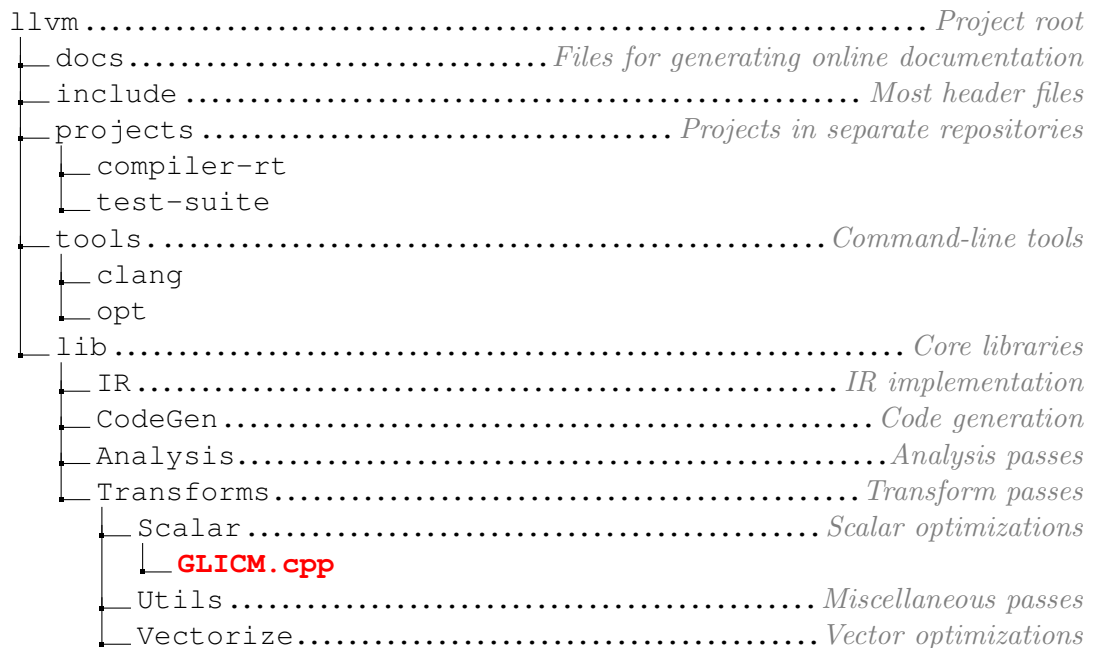 llvm Project root
docs Files for generating online documentation
include Most header files
projects Projects in separate repositories
compiler-rt
test-suite
tools Command-line tools
clang
opt
lib Core libraries
IR IR implementation
CodeGen Code generation
Analysis Analysis passes
Transforms Transform passes
Scalar Scalar optimizations
GLICM.cpp
Utils Miscellaneous passes
Vectorize Vector optimizations